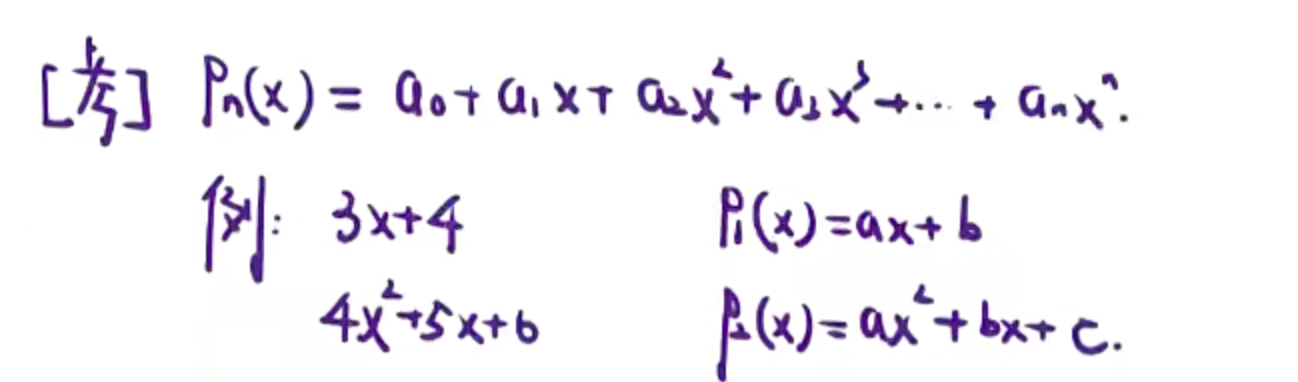 [考] Pn(x) = a₀ + a₁x + a₂x² + a₃x³ + ... + aₙxⁿ.
例: 3x+4 P₁(x)=ax+b
4x²+5x+6 P₂(x)=ax²+bx+c.